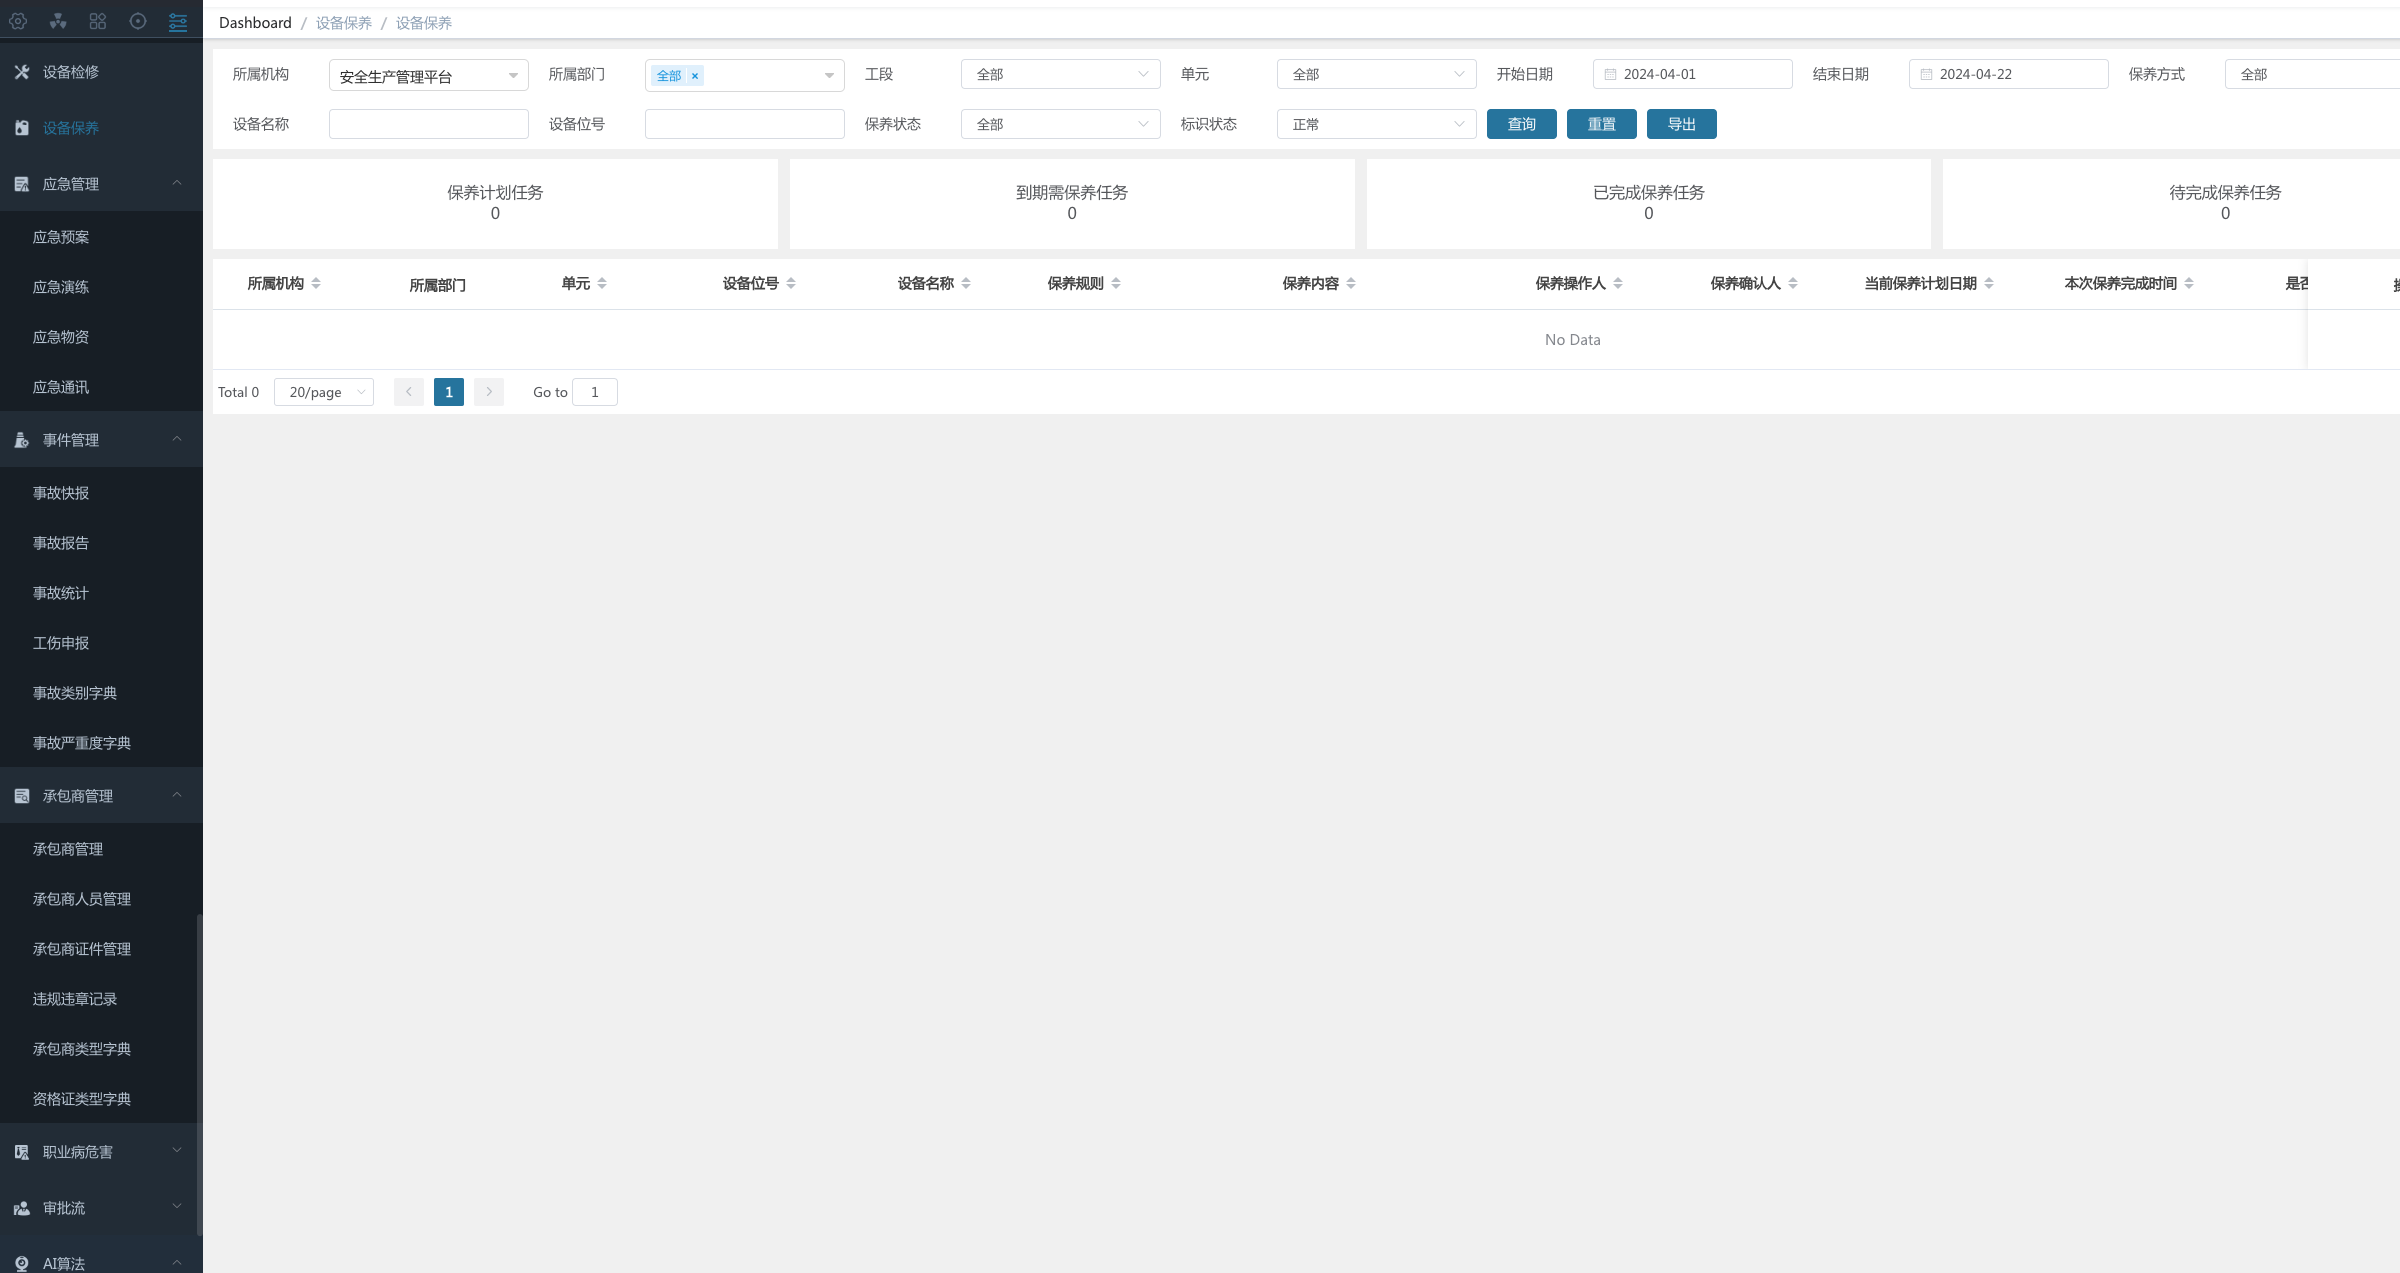 Dashboard / 设备保养 / 设备保养
设备检修
设备保养
应急管理
应急预案
应急演练
应急物资
应急通讯
事件管理
事故快报
事故报告
事故统计
工伤申报
事故类别字典
事故严重度字典
承包商管理
承包商管理
承包商人员管理
承包商证件管理
违规违章记录
承包商类型字典
资格证类型字典
职业病危害
审批流
AI算法
所属机构 安全生产管理平台 所属部门 全部 × 工段 全部 单元 全部 开始日期 2024-04-01 结束日期 2024-04-22 保养方式 全部
设备名称 设备位号 保养状态 全部 标识状态 正常 查询 重置 导出
保养计划任务 到期需保养任务 已完成保养任务 待完成保养任务
0 0 0 0
所属机构 所属部门 单元 设备位号 设备名称 保养规则 保养内容 保养操作人 保养确认人 当前保养计划日期 本次保养完成时间 是否
No Data
Total 0 20/page 1 Go to 1